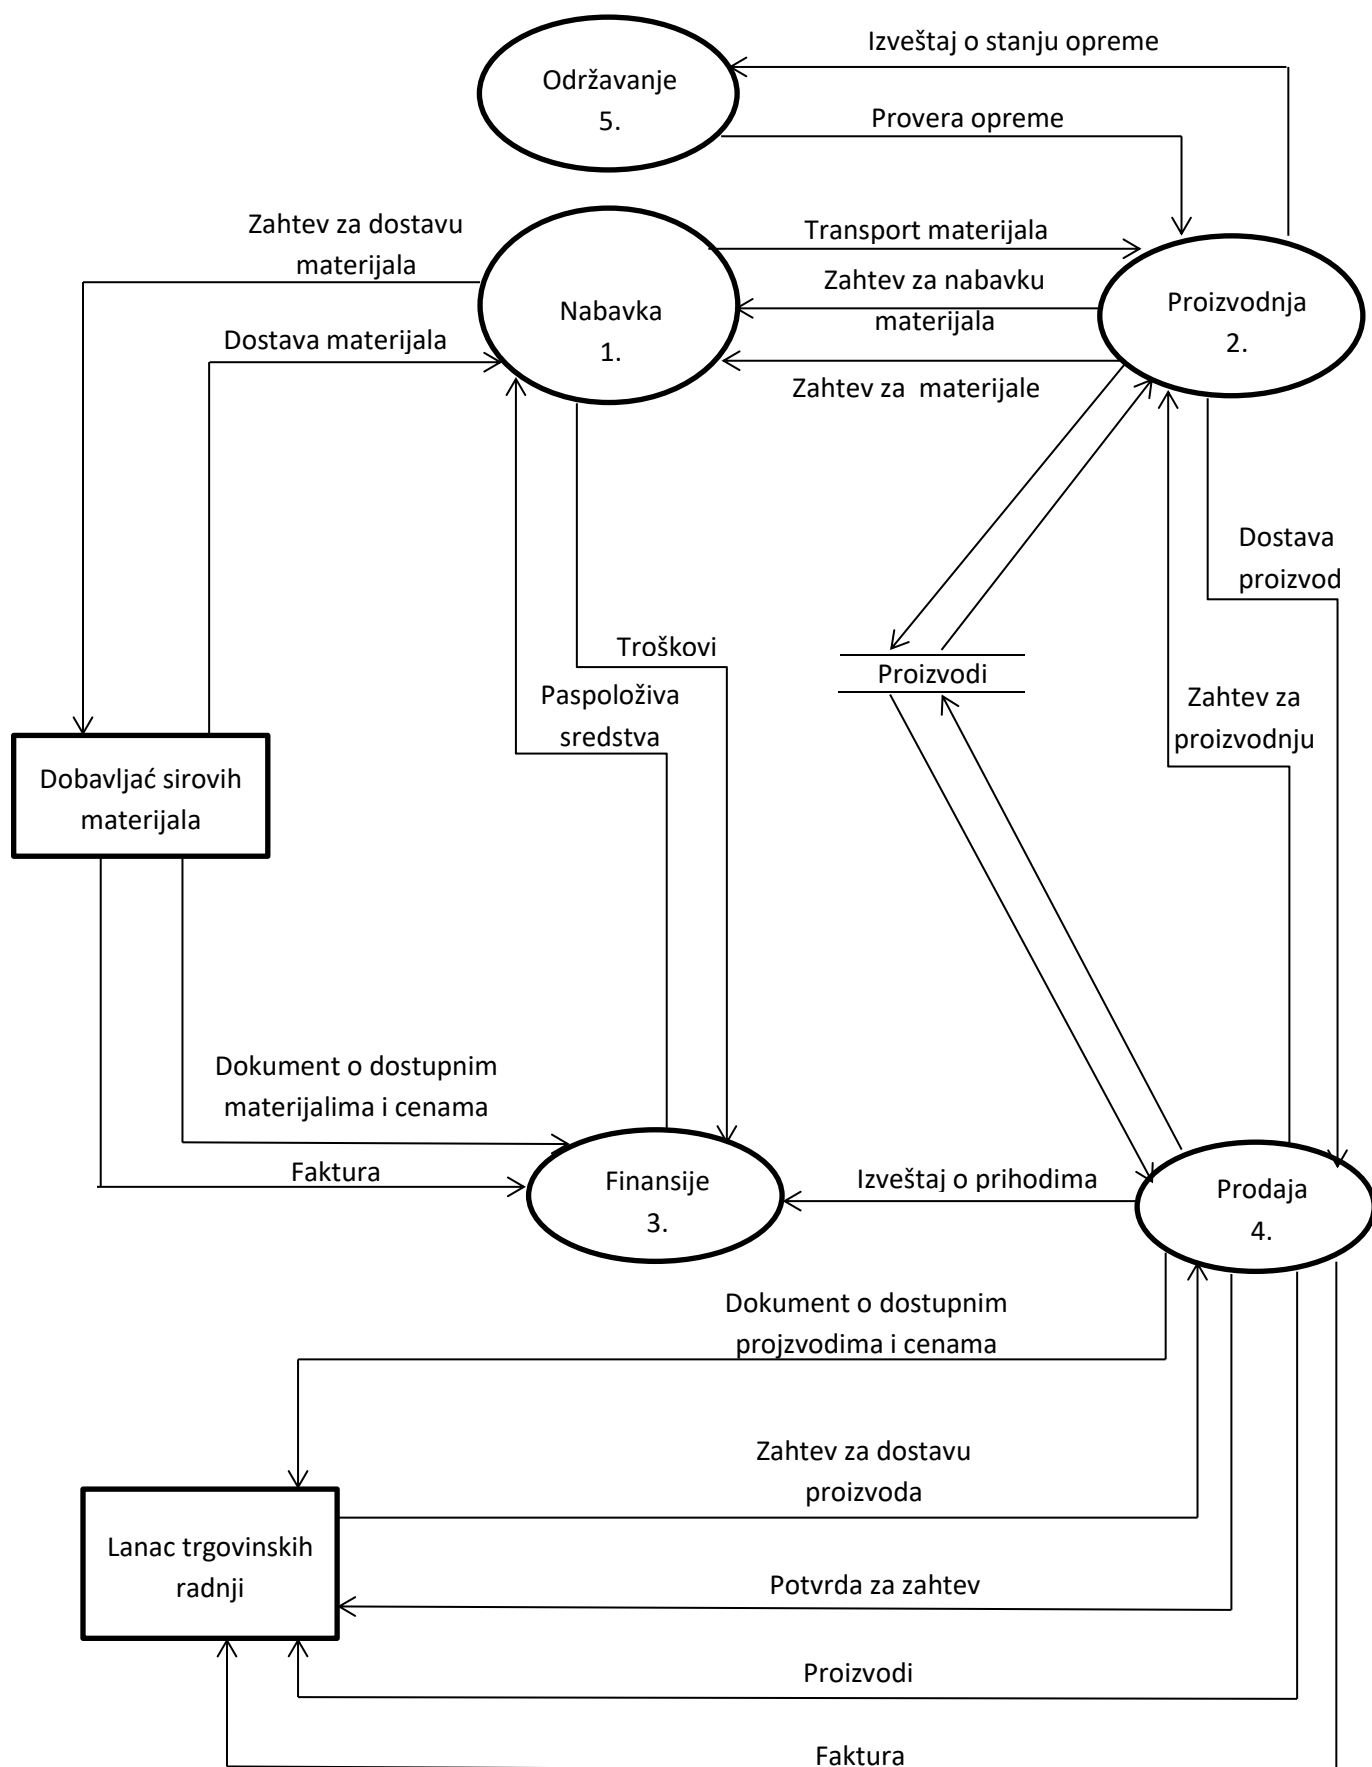 Izveštaj o stanju opreme
Održavanje
5.
Provera opreme
Zahtev za dostavu
materijala
Transport materijala
Zahtev za nabavku
materijala
Nabavka
1.
Proizvodnja
2.
Dostava materijala
Zahtev za  materijale
Dostava
proizvod
Troškovi
Proizvodi
Paspoloživa
sredstva
Zahtev za
proizvodnju
Dobavljać sirovih
materijala
Dokument o dostupnim
materijalima i cenama
Faktura
Finansije
3.
Izveštaj o prihodima
Prodaja
4.
Dokument o dostupnim
projzvodima i cenama
Zahtev za dostavu
proizvoda
Lanac trgovinskih
radnji
Potvrda za zahtev
Proizvodi
Faktura